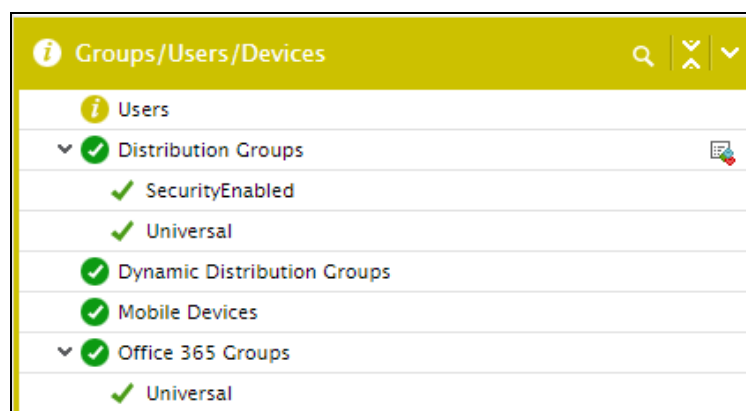 Groups/Users/Devices
Users
Distribution Groups
SecurityEnabled
Universal
Dynamic Distribution Groups
Mobile Devices
Office 365 Groups
Universal